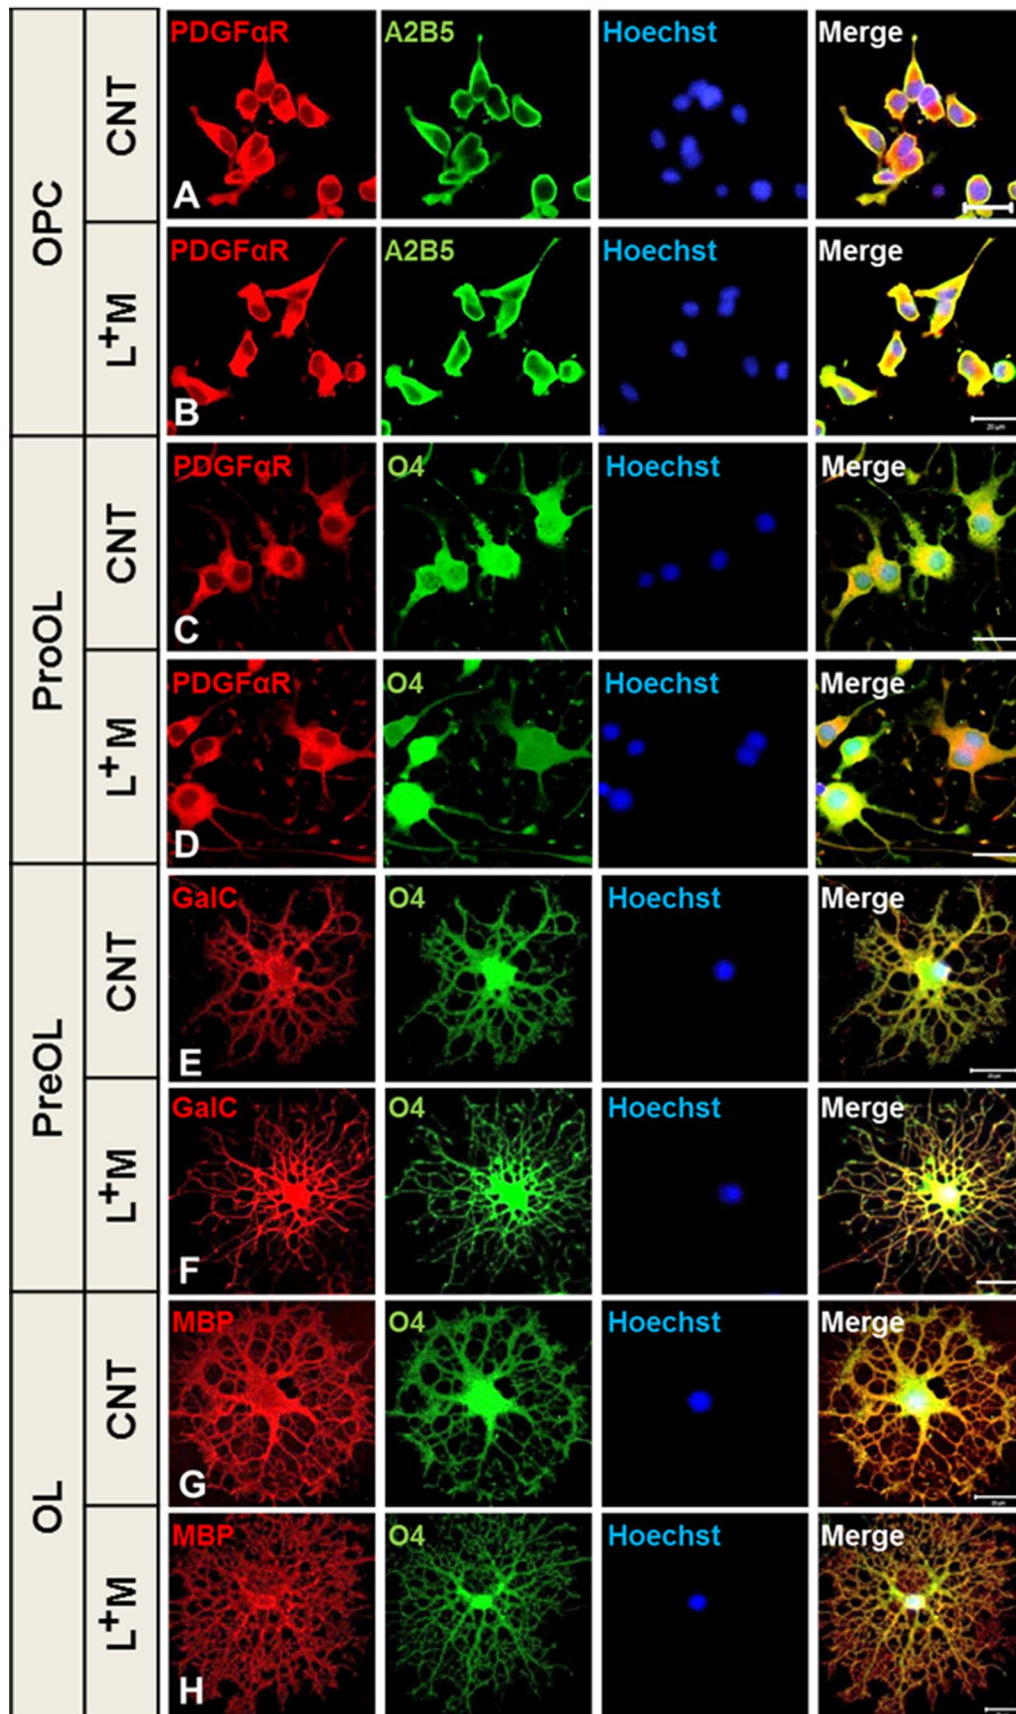 OPC
CNT
PDGFαR A2B5 Hoechst Merge
A
L+M
PDGFαR A2B5 Hoechst Merge
B
20 µm
ProOL
CNT
PDGFαR O4 Hoechst Merge
C
L+M
PDGFαR O4 Hoechst Merge
D
PreOL
CNT
GalC O4 Hoechst Merge
E
L+M
GalC O4 Hoechst Merge
F
OL
CNT
MBP O4 Hoechst Merge
G
L+M
MBP O4 Hoechst Merge
H